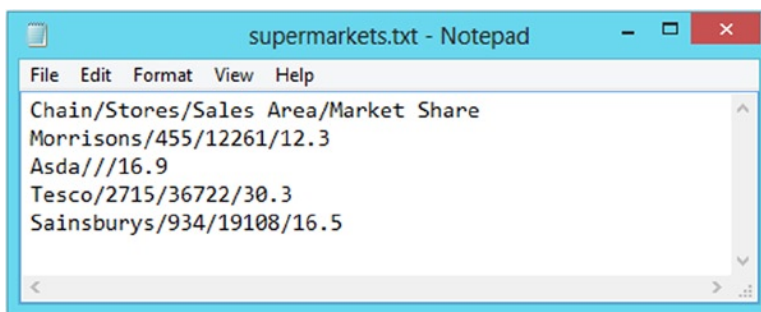 supermarkets.txt - Notepad
File Edit Format View Help
Chain/Stores/Sales Area/Market Share
Morrisons/455/12261/12.3
Asda///16.9
Tesco/2715/36722/30.3
Sainsburys/934/19108/16.5